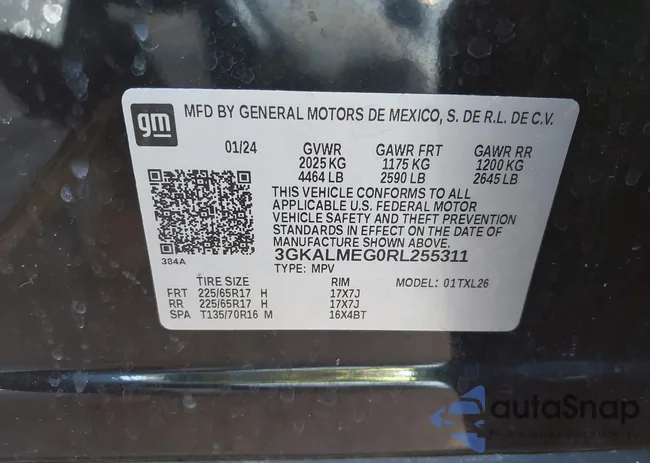 gm
MFD BY GENERAL MOTORS DE MEXICO, S. DE R.L. DE C.V.
01/24 GVWR GAWR FRT GAWR RR
2025 KG 1175 KG 1200 KG
4464 LB 2590 LB 2645 LB
THIS VEHICLE CONFORMS TO ALL
APPLICABLE U.S. FEDERAL MOTOR
VEHICLE SAFETY AND THEFT PREVENTION
STANDARDS IN EFFECT ON THE DATE OF
MANUFACTURE SHOWN ABOVE.
384A
3GKALMEG0RL255311
TYPE: MPV MODEL: 01TXL26
TIRE SIZE RIM
FRT 225/65R17 H 17X7J
RR 225/65R17 H 17X7J
SPA T135/70R16 M 16X4BT
autaSnap